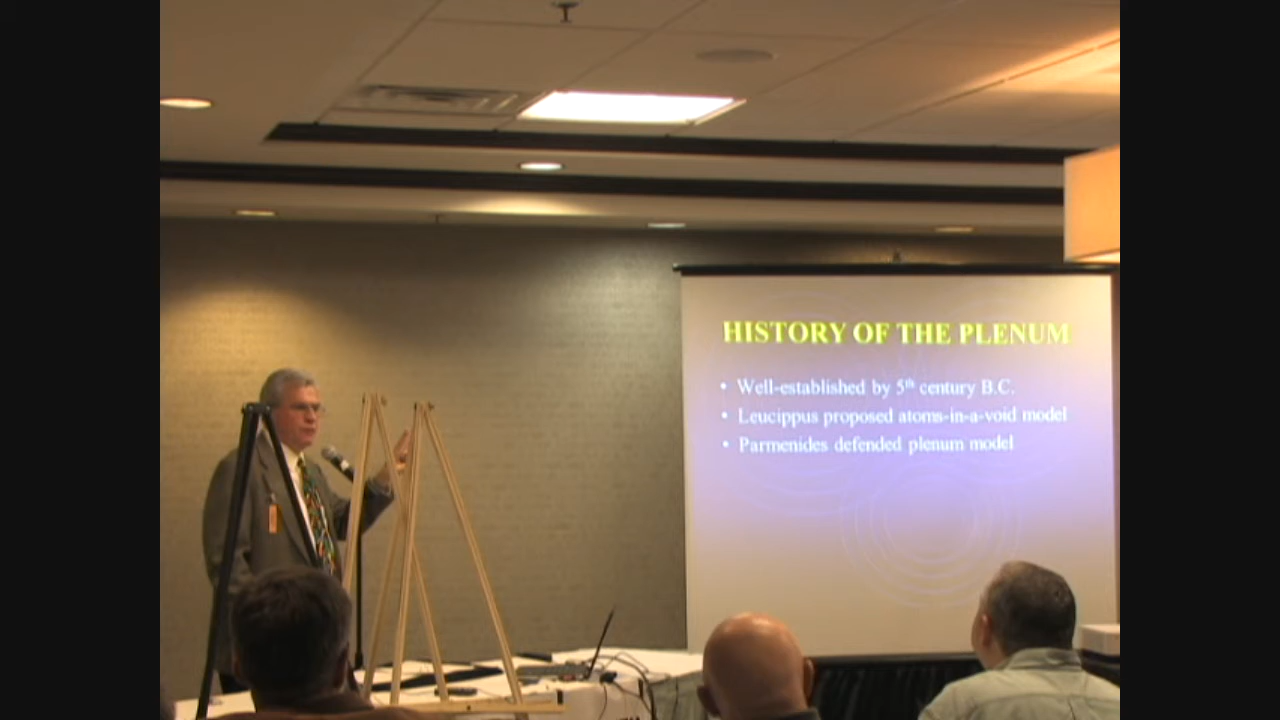 HISTORY OF THE PLENUM
• Well-established by 5th century B.C.
• Leucippus proposed atoms-in-a-void model
• Parmenides defended plenum model